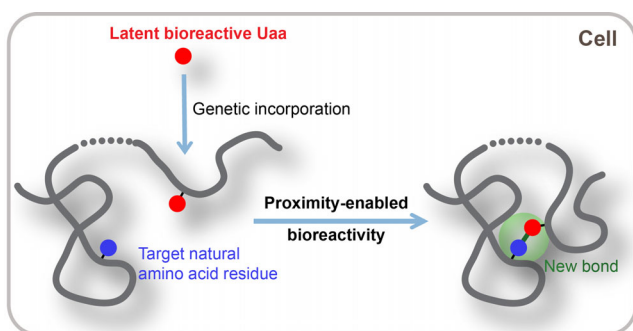 Latent bioreactive Uaa
Cell
Genetic incorporation
Proximity-enabled
bioreactivity
Target natural
amino acid residue
New bond